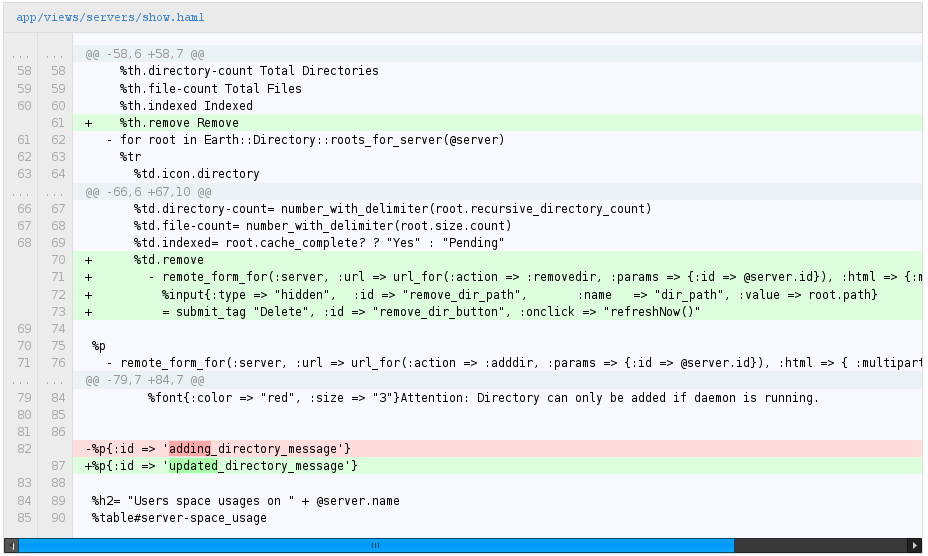 app/views/servers/show.haml
... ... @@ -58,6 +58,7 @@
58 58 %th.directory-count Total Directories
59 59 %th.file-count Total Files
60 60 %th.indexed Indexed
61 + %th.remove Remove
61 62 - for root in Earth::Directory::roots_for_server(@server)
62 63 %tr
63 64 %td.icon.directory
... ... @@ -66,6 +67,10 @@
66 67 %td.directory-count= number_with_delimiter(root.recursive_directory_count)
67 68 %td.file-count= number_with_delimiter(root.size.count)
68 69 %td.indexed= root.cache_complete? ? "Yes" : "Pending"
70 + %td.remove
71 + - remote_form_for(:server, :url => url_for(:action => :removedir, :params => {:id => @server.id}), :html => {:m
72 + %input{:type => "hidden", :id => "remove_dir_path", :name => "dir_path", :value => root.path}
73 + = submit_tag "Delete", :id => "remove_dir_button", :onclick => "refreshNow()"
69 74
70 75 %p
71 76 - remote_form_for(:server, :url => url_for(:action => :adddir, :params => {:id => @server.id}), :html => { :multipart
... ... @@ -79,7 +84,7 @@
79 84 %font{:color => "red", :size => "3"}Attention: Directory can only be added if daemon is running.
80 85
81 86
82 -%p{:id => 'adding_directory_message'}
87 +%p{:id => 'updated_directory_message'}
83 88
84 89 %h2= "Users space usages on " + @server.name
85 90 %table#server-space_usage